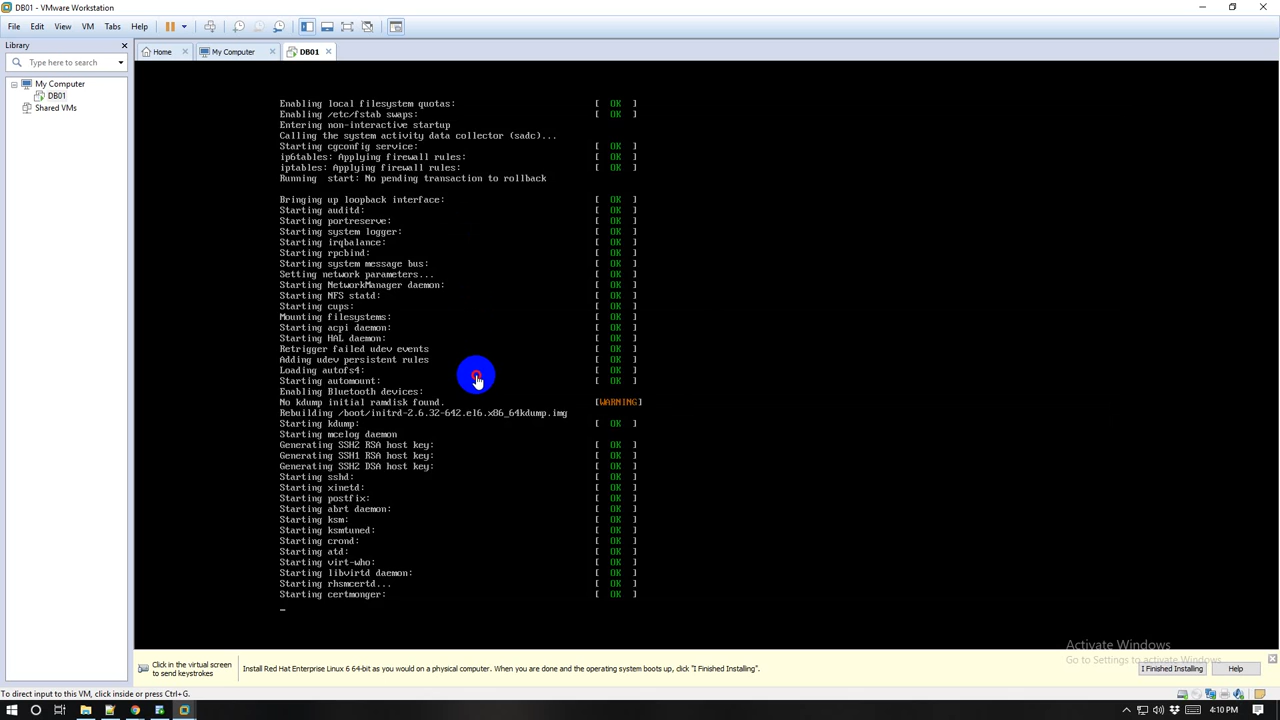 DB01 - VMware Workstation
File Edit View VM Tabs Help
Library
Type here to search
My Computer
DB01
Shared VMs
Home
My Computer
DB01
Enabling local filesystem quotas: [ OK ]
Enabling /etc/fstab swaps: [ OK ]
Entering non-interactive startup
Calling the system activity data collector (sadc)...
Starting cgconfig service: [ OK ]
ip6tables: Applying firewall rules: [ OK ]
iptables: Applying firewall rules: [ OK ]
Running start: No pending transaction to rollback
Bringing up loopback interface: [ OK ]
Starting auditd: [ OK ]
Starting portreserve: [ OK ]
Starting system logger: [ OK ]
Starting irqbalance: [ OK ]
Starting rpcbind: [ OK ]
Starting system message bus: [ OK ]
Setting network parameters... [ OK ]
Starting NetworkManager daemon: [ OK ]
Starting NFS statd: [ OK ]
Starting cups: [ OK ]
Mounting filesystems: [ OK ]
Starting acpi daemon: [ OK ]
Starting HAL daemon: [ OK ]
Retrigger failed udev events [ OK ]
Adding udev persistent rules [ OK ]
Loading autofs4: [ OK ]
Starting automount: [ OK ]
Enabling Bluetooth devices:
No kdump initial ramdisk found. [WARNING]
Rebuilding /boot/initrd-2.6.32-642.el6.x86_64kdump.img
Starting kdump: [ OK ]
Starting mcelog daemon
Generating SSH2 RSA host key: [ OK ]
Generating SSH1 RSA host key: [ OK ]
Generating SSH2 DSA host key: [ OK ]
Starting sshd: [ OK ]
Starting xinetd: [ OK ]
Starting postfix: [ OK ]
Starting abrt daemon: [ OK ]
Starting ksm: [ OK ]
Starting ksmtuned: [ OK ]
Starting crond: [ OK ]
Starting atd: [ OK ]
Starting virt-who: [ OK ]
Starting libvirtd daemon: [ OK ]
Starting rhsmcertd... [ OK ]
Starting certmonger: [ OK ]
_
Activate Windows
Go to Settings to activate Windows.
Click in the virtual screen
to send keystrokes
Install Red Hat Enterprise Linux 6 64-bit as you would on a physical computer. When you are done and the operating system boots up, click "I Finished Installing".
I Finished Installing
Help
To direct input to this VM, click inside or press Ctrl+G.
4:10 PM